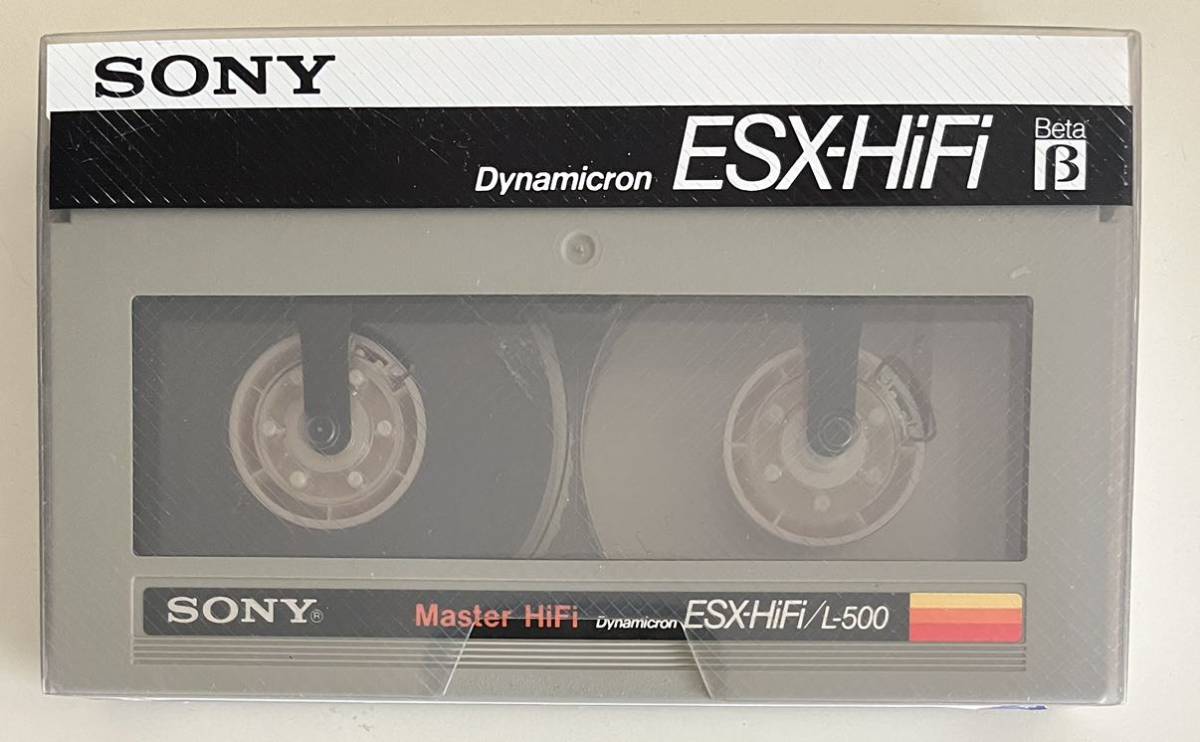 SONY
Dynamicron ESX-HiFi Beta β
SONY® Master HiFi Dynamicron ESX-HiFi/L-500